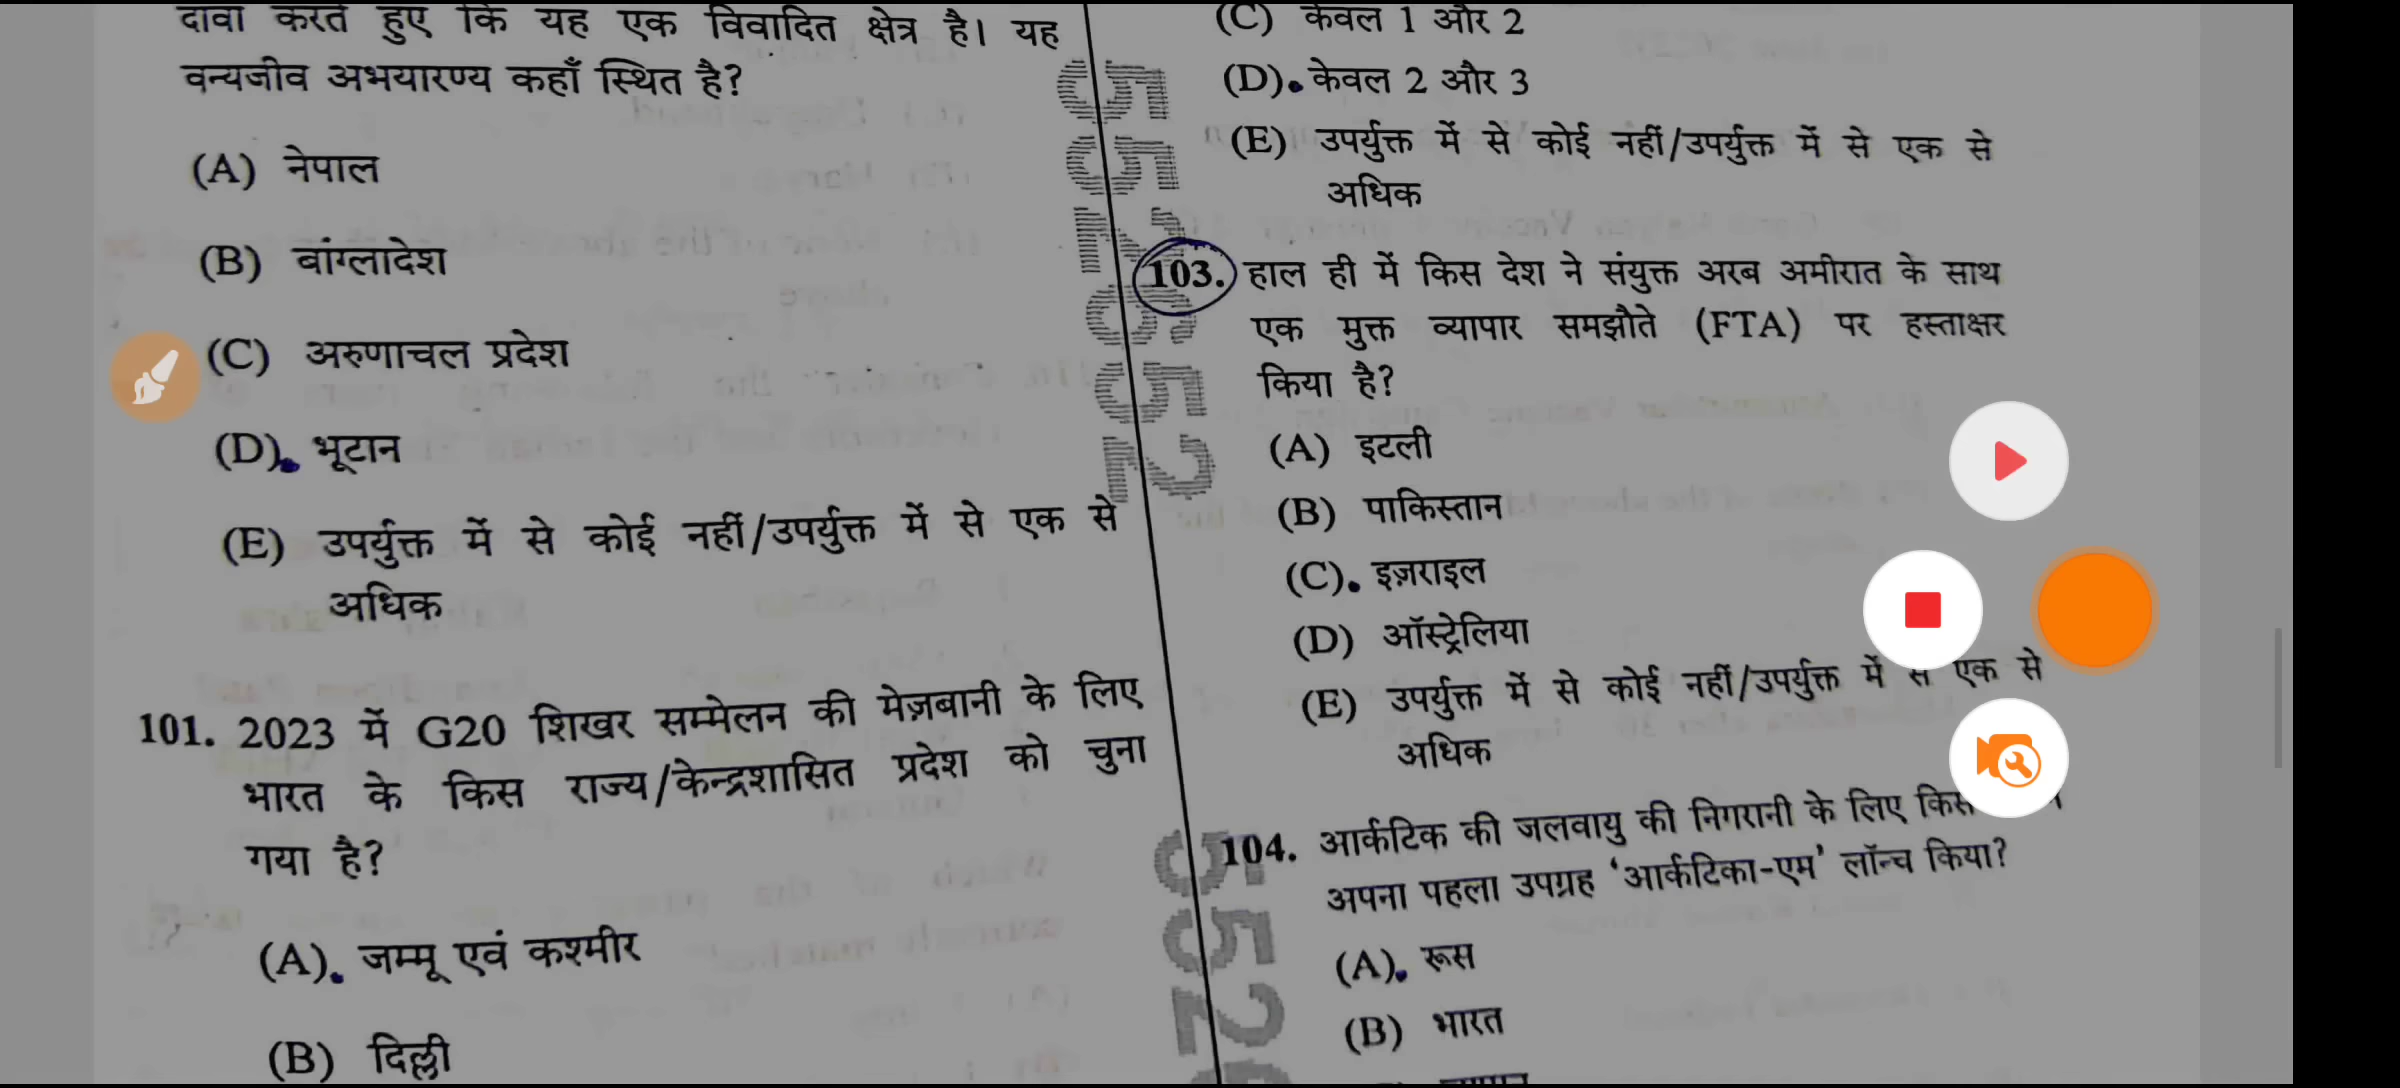 दावा करते हुए कि यह एक विवादित क्षेत्र है। यह
वन्यजीव अभयारण्य कहाँ स्थित है?
(A) नेपाल
(B) बांग्लादेश
(C) अरुणाचल प्रदेश
(D) भूटान
(E) उपर्युक्त में से कोई नहीं/उपर्युक्त में से एक से
अधिक
101. 2023 में G20 शिखर सम्मेलन की मेज़बानी के लिए
भारत के किस राज्य/केन्द्रशासित प्रदेश को चुना
गया है?
(A) जम्मू एवं कश्मीर
(B) दिल्ली
(C) केवल 1 और 2
(D) केवल 2 और 3
(E) उपर्युक्त में से कोई नहीं/उपर्युक्त में से एक से
अधिक
103. हाल ही में किस देश ने संयुक्त अरब अमीरात के साथ
एक मुक्त व्यापार समझौते (FTA) पर हस्ताक्षर
किया है?
(A) इटली
(B) पाकिस्तान
(C) इज़राइल
(D) ऑस्ट्रेलिया
(E) उपर्युक्त में से कोई नहीं/उपर्युक्त में से एक से
अधिक
104. आर्कटिक की जलवायु की निगरानी के लिए किस
अपना पहला उपग्रह ‘आर्कटिका-एम’ लॉन्च किया?
(A) रूस
(B) भारत